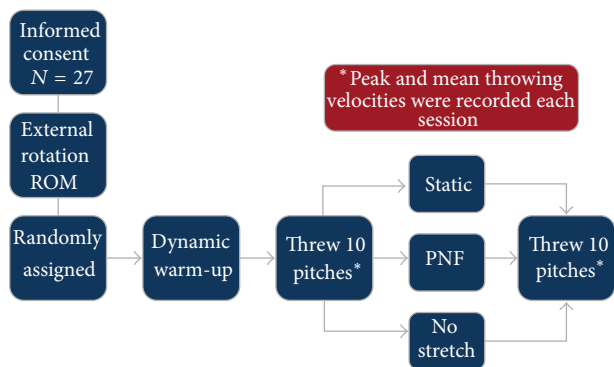 Informed
consent
N = 27
External
rotation
ROM
Randomly
assigned
Dynamic
warm-up
Threw 10
pitches*
Static
PNF
No
stretch
Threw 10
pitches*
*Peak and mean throwing
velocities were recorded each
session